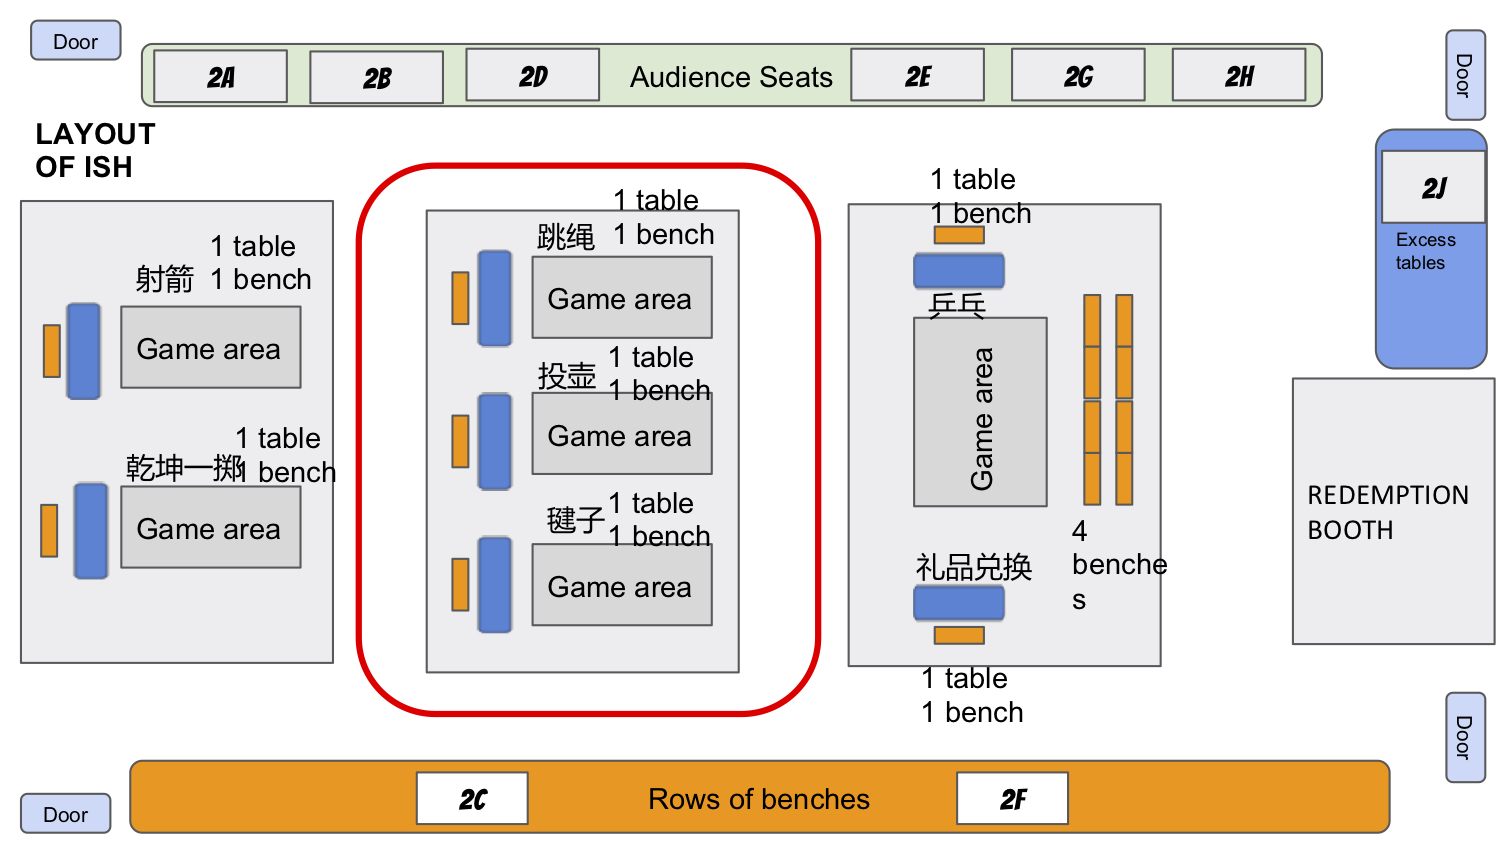 Door
2A
2B
2D
Audience Seats
2E
2G
2H
Door
LAYOUT
OF ISH
2J
Excess
tables
1 table
1 bench
射箭
Game area
1 table
1 bench
乾坤一掷
Game area
1 table
1 bench
跳绳
Game area
1 table
1 bench
投壶
Game area
1 table
1 bench
毽子
Game area
1 table
1 bench
乒乓
Game area
4
benche
s
礼品兑换
1 table
1 bench
REDEMPTION
BOOTH
Door
Door
2C
Rows of benches
2F